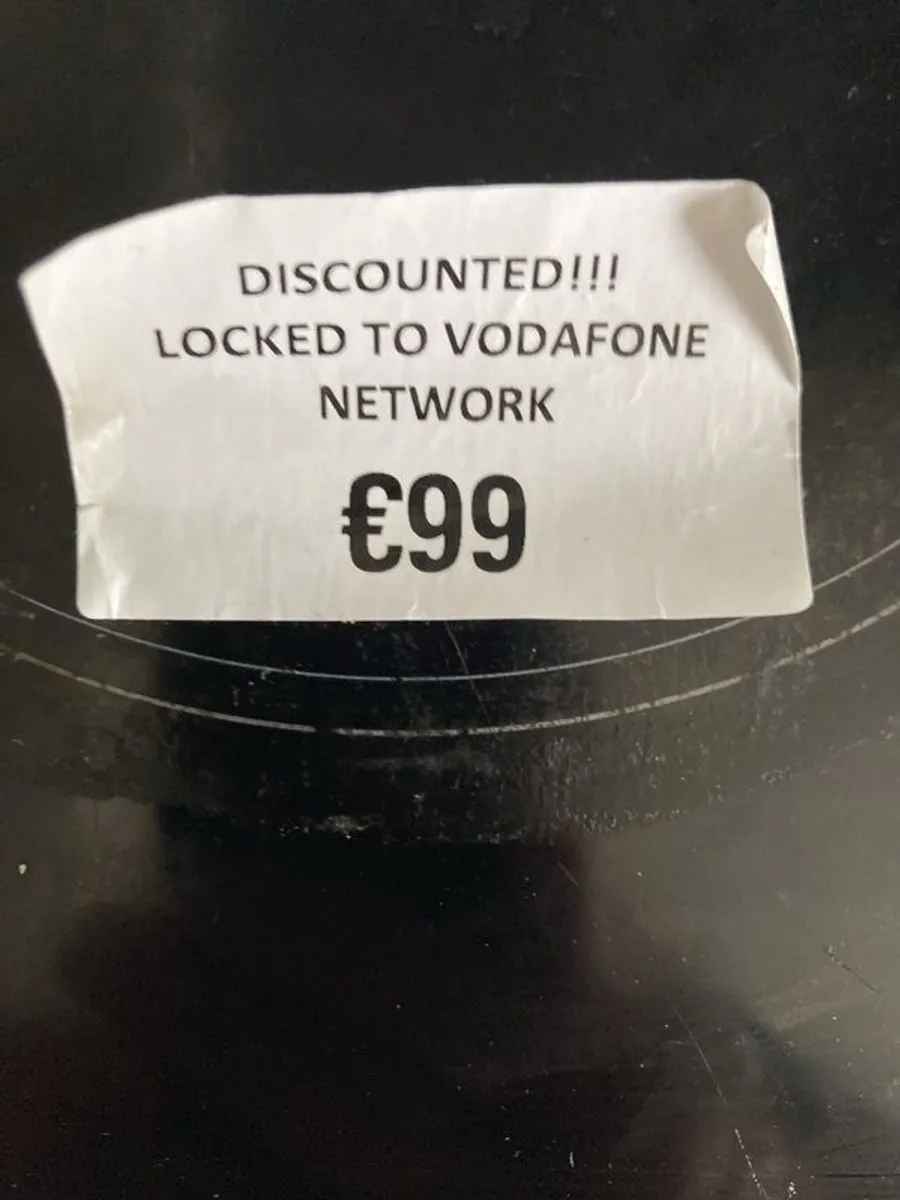 DISCOUNTED!!!
LOCKED TO VODAFONE
NETWORK
€99